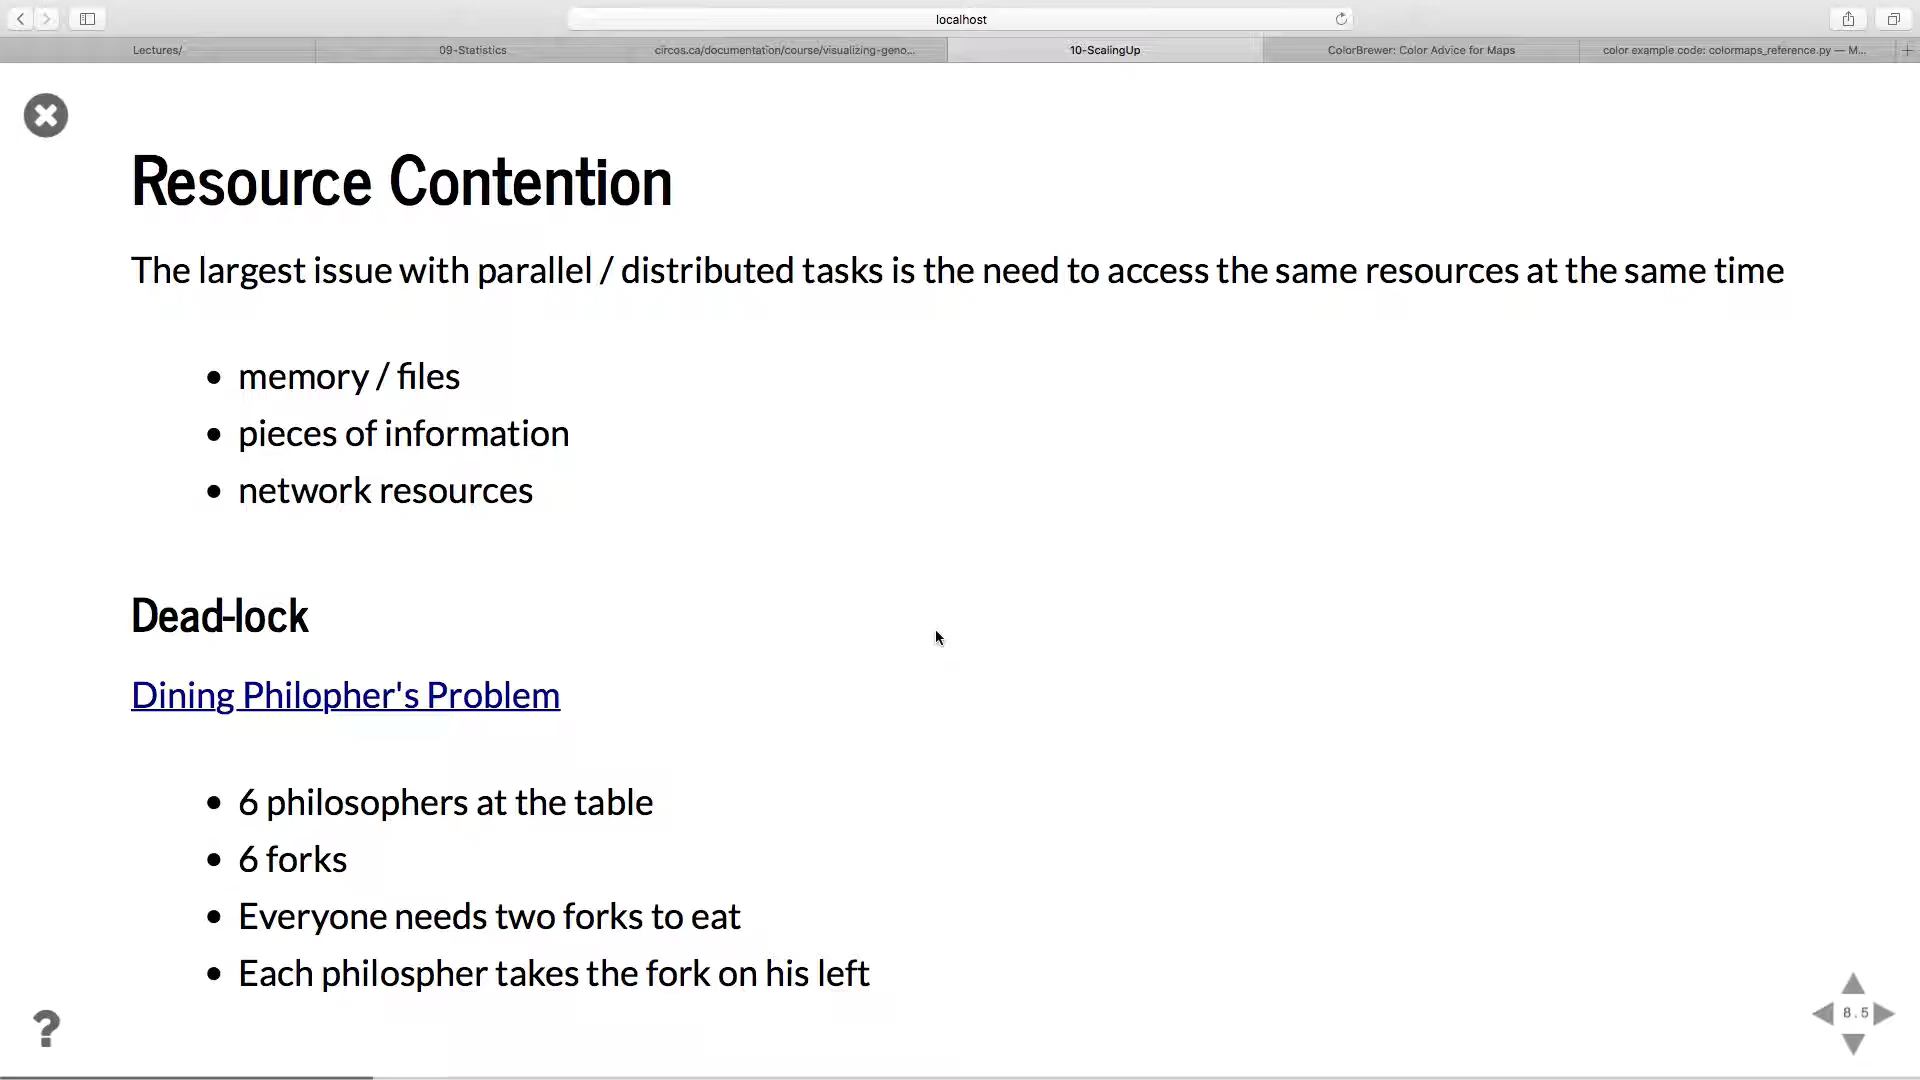 localhost
Lectures/
09-Statistics
circos.ca/documentation/course/visualizing-geno...
10-ScalingUp
ColorBrewer: Color Advice for Maps
color example code: colormaps_reference.py — M...
Resource Contention
The largest issue with parallel / distributed tasks is the need to access the same resources at the same time
• memory / files
• pieces of information
• network resources
Dead-lock
Dining Philopher's Problem
• 6 philosophers at the table
• 6 forks
• Everyone needs two forks to eat
• Each philospher takes the fork on his left
?
8.5